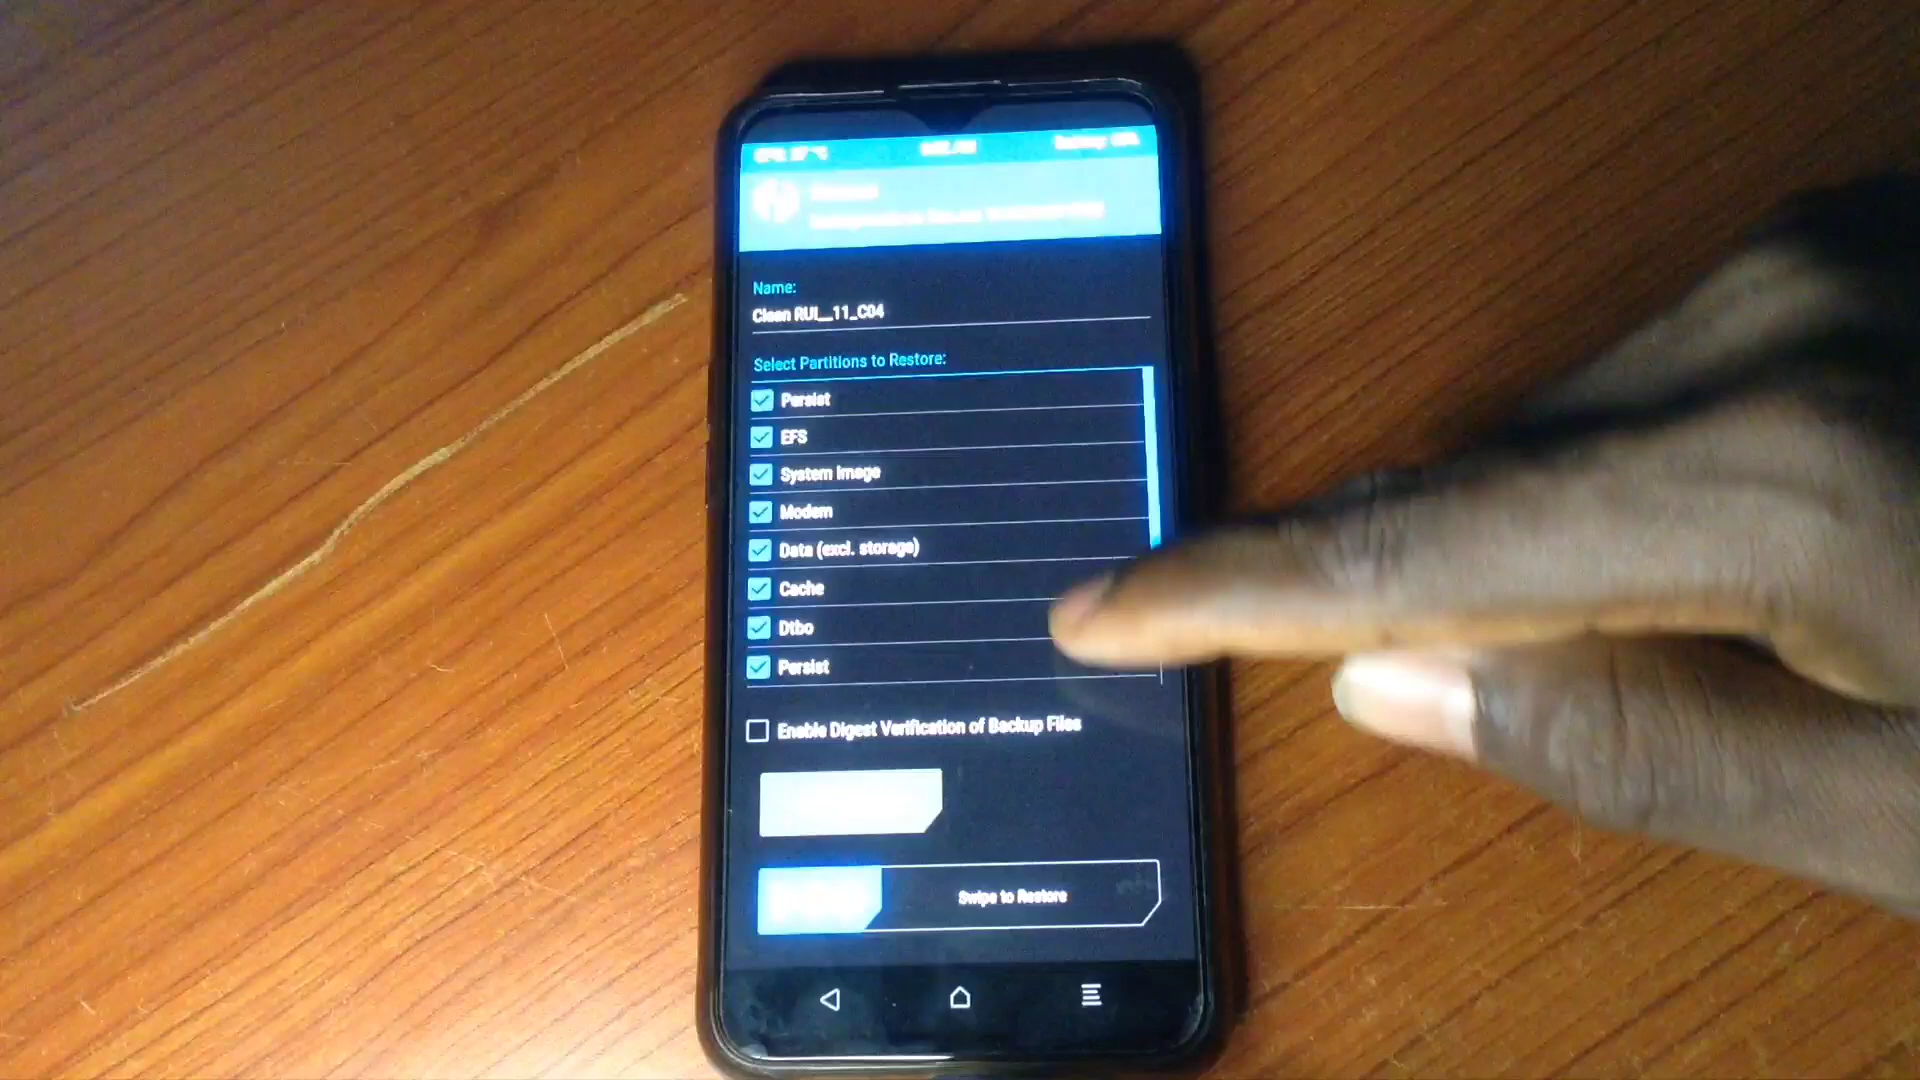 Name:
Clean RUI__11_C04
Select Partitions to Restore:
Persist
EFS
System Image
Modem
Data (excl. storage)
Cache
Dtbo
Persist
Enable Digest Verification of Backup Files
Swipe to Restore